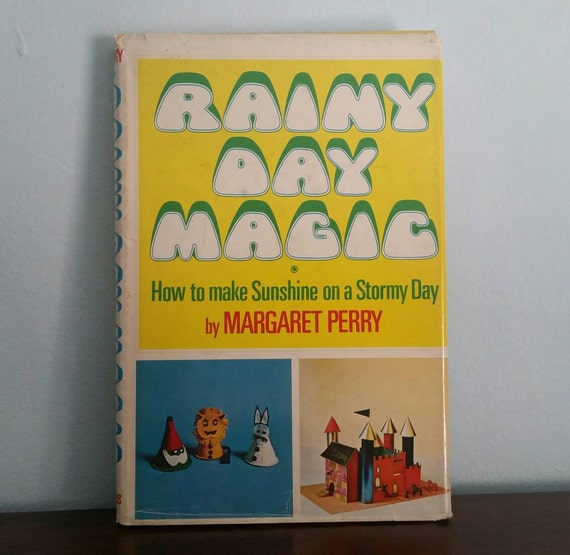 RAINY
DAY
MAGIC
How to make Sunshine on a Stormy Day
by MARGARET PERRY